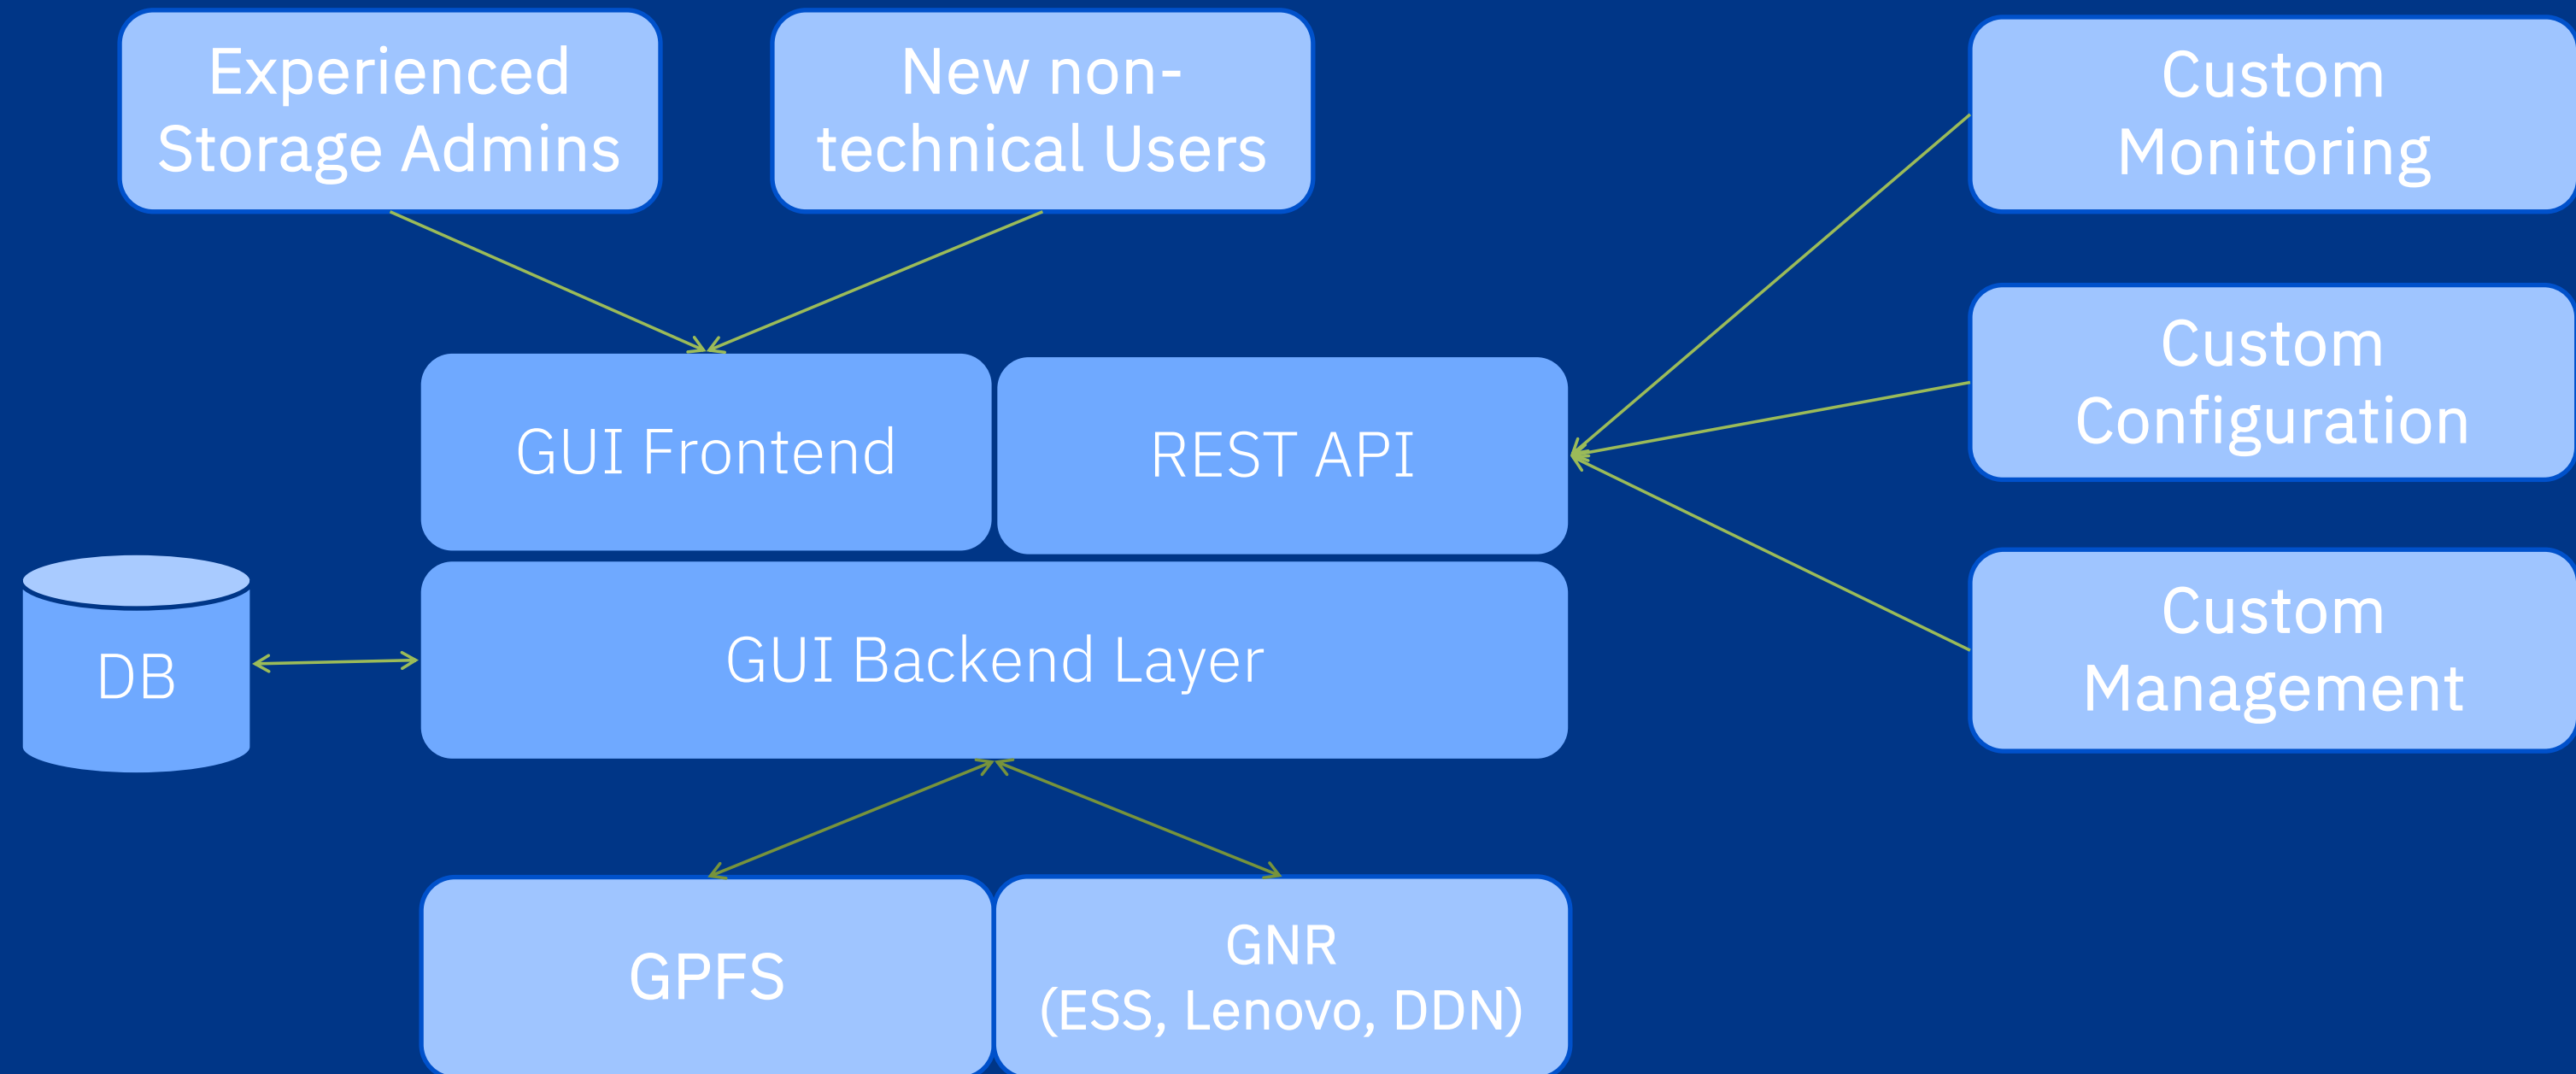 Experienced
Storage Admins
New non-
technical Users
Custom
Monitoring
Custom
Configuration
GUI Frontend
REST API
Custom
Management
DB
GUI Backend Layer
GPFS
GNR
(ESS, Lenovo, DDN)